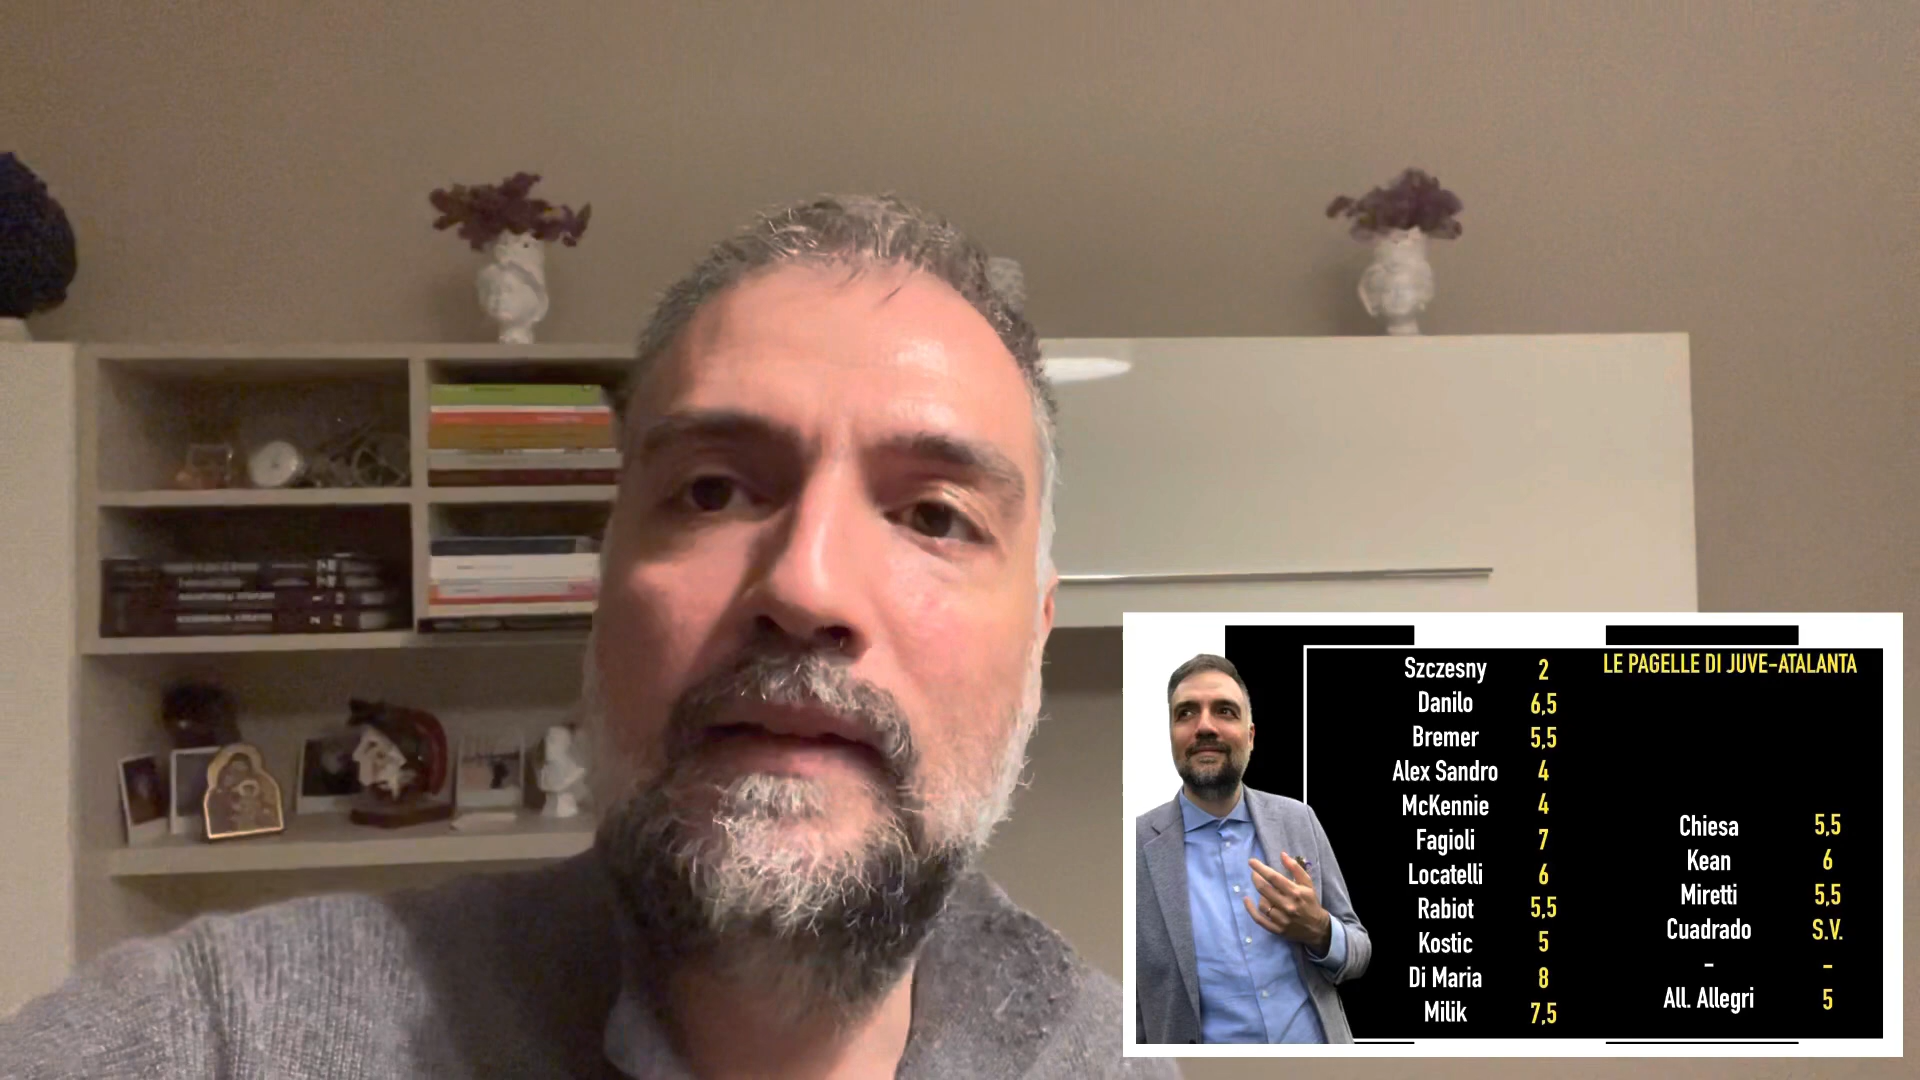 LE PAGELLE DI JUVE-ATALANTA
Szczesny 2
Danilo 6,5
Bremer 5,5
Alex Sandro 4
McKennie 4
Fagioli 7
Locatelli 6
Rabiot 5,5
Kostic 5
Di Maria 8
Milik 7,5
Chiesa 5,5
Kean 6
Miretti 5,5
Cuadrado S.V.
- -
All. Allegri 5